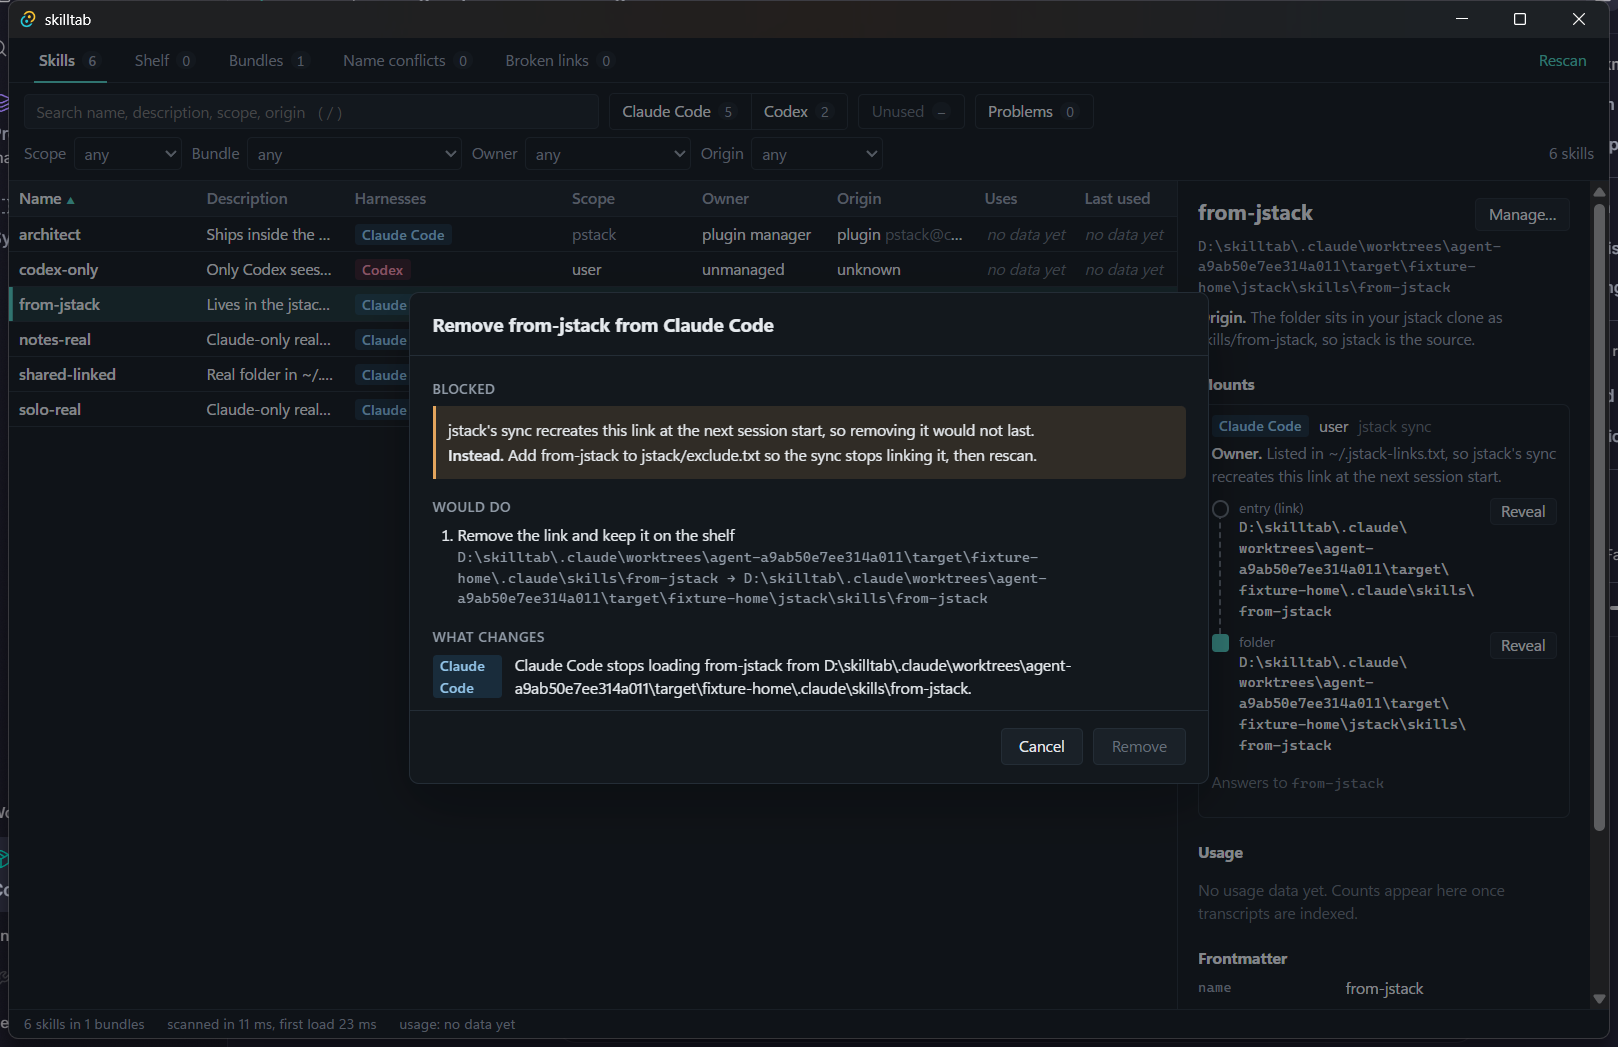 skilltab
Skills 6 Shelf 0 Bundles 1 Name conflicts 0 Broken links 0 Rescan
Search name, description, scope, origin ( / ) Claude Code 5 Codex 2 Unused – Problems 0
Scope any Bundle any Owner any Origin any 6 skills
Name ▲ Description Harnesses Scope Owner Origin Uses Last used
architect Ships inside the ... Claude Code pstack plugin manager plugin pstack@c... no data yet no data yet
codex-only Only Codex sees... Codex user unmanaged unknown no data yet no data yet
from-jstack Lives in the jstac... Claude
notes-real Claude-only real... Claude
shared-linked Real folder in ~/.... Claude
solo-real Claude-only real... Claude
Remove from-jstack from Claude Code
BLOCKED
jstack's sync recreates this link at the next session start, so removing it would not last.
Instead. Add from-jstack to jstack/exclude.txt so the sync stops linking it, then rescan.
WOULD DO
1. Remove the link and keep it on the shelf
D:\skilltab\.claude\worktrees\agent-a9ab50e7ee314a011\target\fixture-
home\.claude\skills\from-jstack → D:\skilltab\.claude\worktrees\agent-
a9ab50e7ee314a011\target\fixture-home\jstack\skills\from-jstack
WHAT CHANGES
Claude
Code
Claude Code stops loading from-jstack from D:\skilltab\.claude\worktrees\agent-
a9ab50e7ee314a011\target\fixture-home\.claude\skills\from-jstack.
Cancel Remove
from-jstack Manage...
D:\skilltab\.claude\worktrees\agent-
a9ab50e7ee314a011\target\fixture-
home\jstack\skills\from-jstack
rigin. The folder sits in your jstack clone as
kills/from-jstack, so jstack is the source.
lounts
Claude Code user jstack sync
Owner. Listed in ~/.jstack-links.txt, so jstack's sync
recreates this link at the next session start.
entry (link) Reveal
D:\skilltab\.claude\
worktrees\agent-
a9ab50e7ee314a011\target\
fixture-home\.claude\skills\
from-jstack
folder Reveal
D:\skilltab\.claude\
worktrees\agent-
a9ab50e7ee314a011\target\
fixture-home\jstack\skills\
from-jstack
Answers to from-jstack
Usage
No usage data yet. Counts appear here once
transcripts are indexed.
Frontmatter
name from-jstack
6 skills in 1 bundles scanned in 11 ms, first load 23 ms usage: no data yet